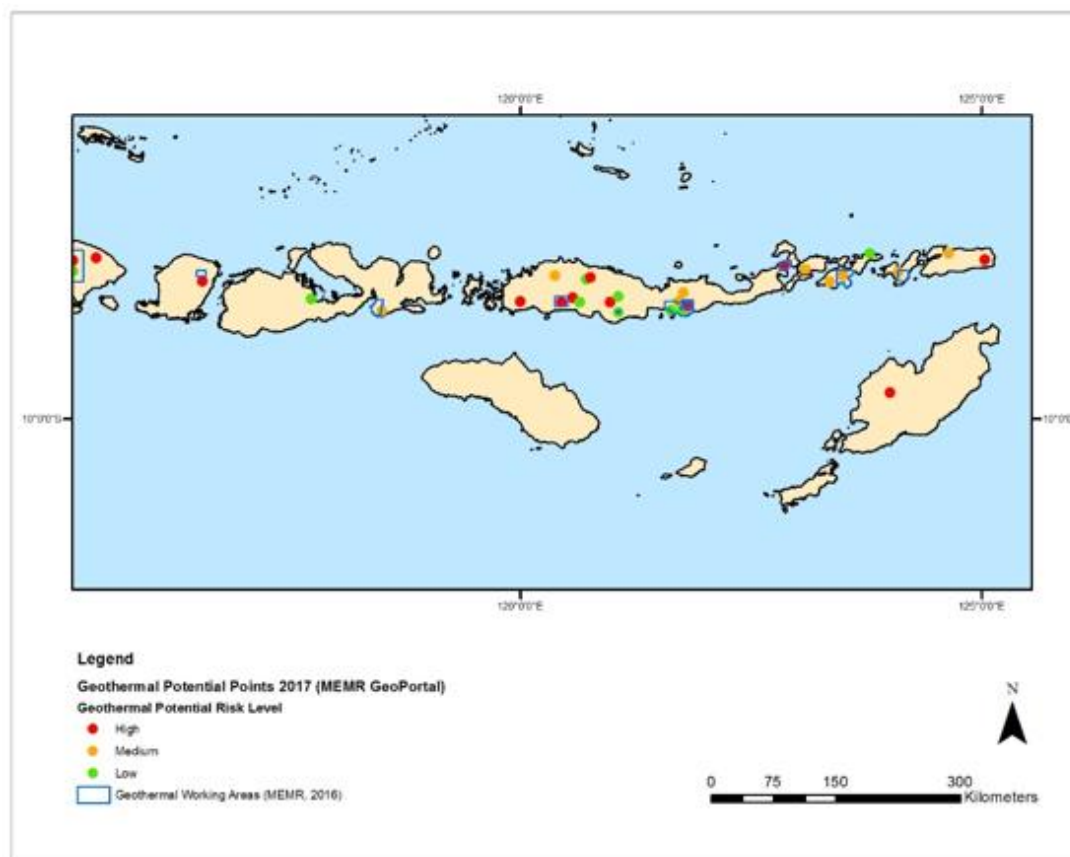 120°0'0"E 125°0'0"E
10°0'0"S 10°0'0"S
120°0'0"E 125°0'0"E
Legend
Geothermal Potential Points 2017 (MEMR GeoPortal)
Geothermal Potential Risk Level
High
Medium
Low
Geothermal Working Areas (MEMR, 2016)
N
0 75 150 300
Kilometers